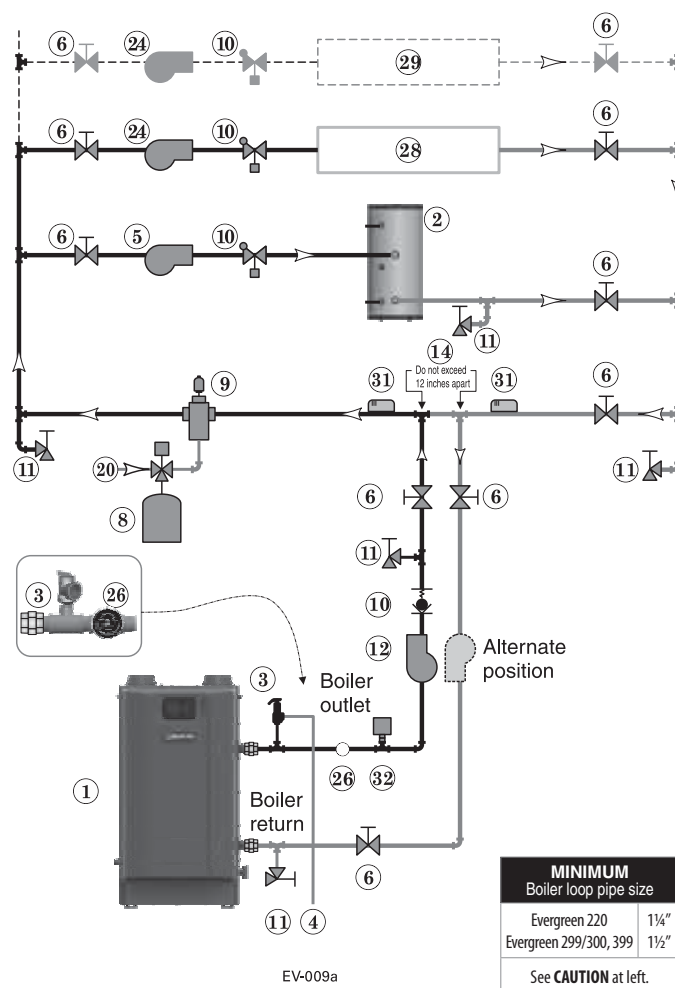 6 24 10 6
29
6 24 10 6
28
6 5 10 2 6
11
14
Do not exceed
12 inches apart
31 31 6
9
11 20 11
8
6 6
11
10
12
Alternate
position
3 26
3
Boiler
outlet
1
26 32
Boiler
return
6
11 4
EV-009a
MINIMUM
Boiler loop pipe size
Evergreen 220 1¼"
Evergreen 299/300, 399 1½"
See CAUTION at left.